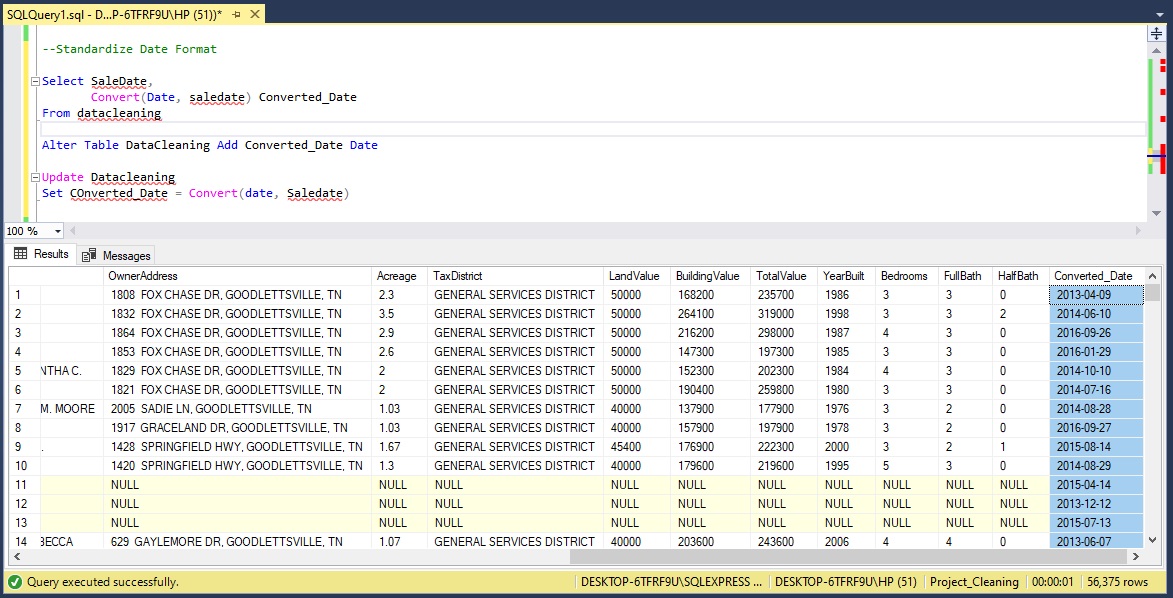 SQLQuery1.sql - D...P-6TFRF9U\HP (51))*
--Standardize Date Format
Select SaleDate,
Convert(Date, saledate) Converted_Date
From datacleaning
Alter Table DataCleaning Add Converted_Date Date
Update Datacleaning
Set COnverted_Date = Convert(date, Saledate)
100 %
Results Messages
OwnerAddress Acreage TaxDistrict LandValue BuildingValue TotalValue YearBuilt Bedrooms FullBath HalfBath Converted_Date
1 1808 FOX CHASE DR, GOODLETTSVILLE, TN 2.3 GENERAL SERVICES DISTRICT 50000 168200 235700 1986 3 3 0 2013-04-09
2 1832 FOX CHASE DR, GOODLETTSVILLE, TN 3.5 GENERAL SERVICES DISTRICT 50000 264100 319000 1998 3 3 2 2014-06-10
3 1864 FOX CHASE DR, GOODLETTSVILLE, TN 2.9 GENERAL SERVICES DISTRICT 50000 216200 298000 1987 4 3 0 2016-09-26
4 1853 FOX CHASE DR, GOODLETTSVILLE, TN 2.6 GENERAL SERVICES DISTRICT 50000 147300 197300 1985 3 3 0 2016-01-29
5 NTHA C. 1829 FOX CHASE DR, GOODLETTSVILLE, TN 2 GENERAL SERVICES DISTRICT 50000 152300 202300 1984 4 3 0 2014-10-10
6 1821 FOX CHASE DR, GOODLETTSVILLE, TN 2 GENERAL SERVICES DISTRICT 50000 190400 259800 1980 3 3 0 2014-07-16
7 M. MOORE 2005 SADIE LN, GOODLETTSVILLE, TN 1.03 GENERAL SERVICES DISTRICT 40000 137900 177900 1976 3 2 0 2014-08-28
8 1917 GRACELAND DR, GOODLETTSVILLE, TN 1.03 GENERAL SERVICES DISTRICT 40000 157900 197900 1978 3 2 0 2016-09-27
9 . 1428 SPRINGFIELD HWY, GOODLETTSVILLE, TN 1.67 GENERAL SERVICES DISTRICT 45400 176900 222300 2000 3 2 1 2015-08-14
10 1420 SPRINGFIELD HWY, GOODLETTSVILLE, TN 1.3 GENERAL SERVICES DISTRICT 40000 179600 219600 1995 5 3 0 2014-08-29
11 NULL NULL NULL NULL NULL NULL NULL NULL NULL NULL 2015-04-14
12 NULL NULL NULL NULL NULL NULL NULL NULL NULL NULL 2013-12-12
13 NULL NULL NULL NULL NULL NULL NULL NULL NULL NULL 2015-07-13
14 BECCA 629 GAYLEMORE DR, GOODLETTSVILLE, TN 1.07 GENERAL SERVICES DISTRICT 40000 203600 243600 2006 4 4 0 2013-06-07
Query executed successfully. DESKTOP-6TFRF9U\SQLEXPRESS ... DESKTOP-6TFRF9U\HP (51) Project_Cleaning 00:00:01 56,375 rows